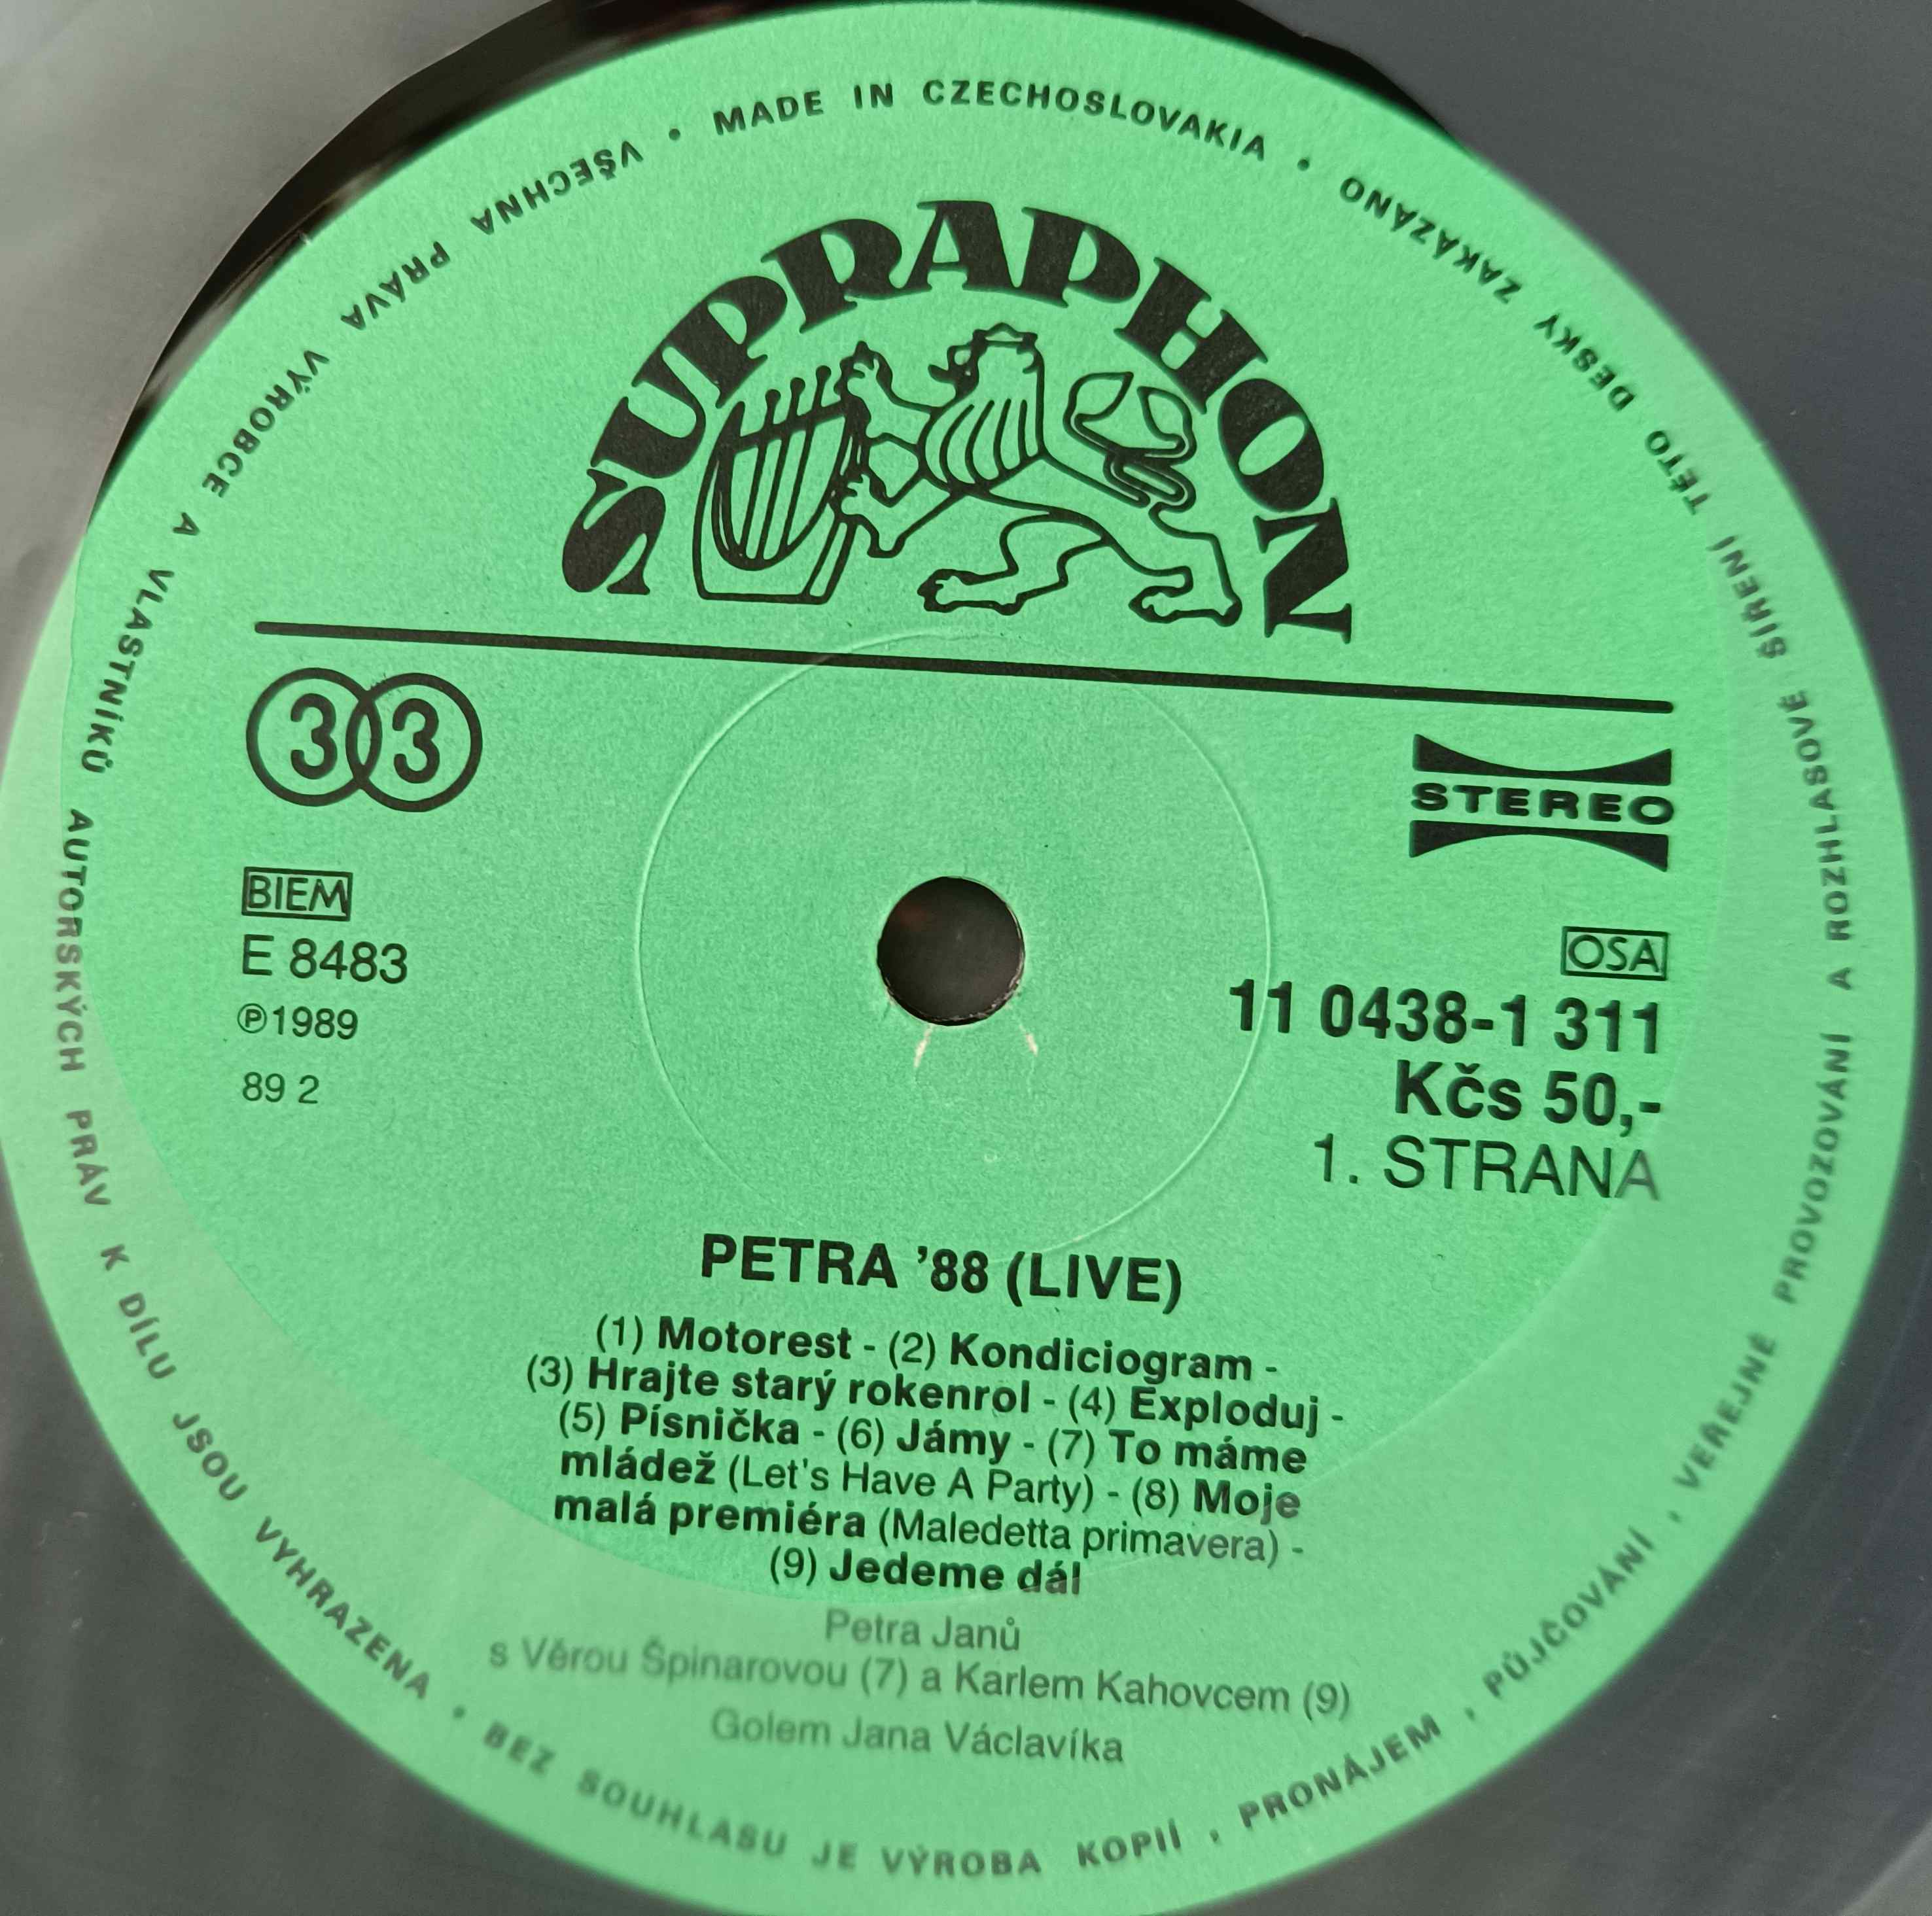 VŠECHNA PRÁVA VÝROBCE A VLASTNÍKŮ AUTORSKÝCH PRÁV K DÍLU JSOU VYHRAZENA • BEZ SOUHLASU JE VÝROBA KOPIÍ , PRONÁJEM , PŮJČOVÁNÍ , VEŘEJNÉ PROVOZOVÁNÍ A ROZHLASOVÉ ŠÍŘENÍ TÉTO DESKY ZAKÁZÁNO • MADE IN CZECHOSLOVAKIA •
SUPRAPHON
33
STEREO
BIEM
E 8483
℗1989
89 2
OSA
11 0438-1 311
Kčs 50,-
1. STRANA
PETRA ’88 (LIVE)
(1) Motorest - (2) Kondiciogram -
(3) Hrajte starý rokenrol - (4) Exploduj -
(5) Písnička - (6) Jámy - (7) To máme
mládež (Let's Have A Party) - (8) Moje
malá premiéra (Maledetta primavera) -
(9) Jedeme dál
Petra Janů
s Věrou Špinarovou (7) a Karlem Kahovcem (9)
Golem Jana Václavíka